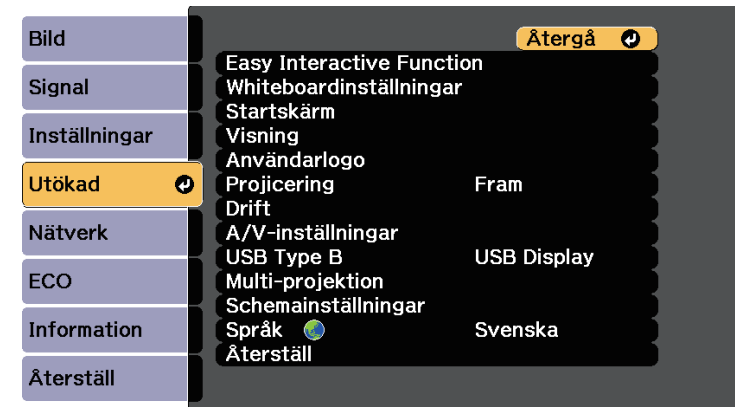 Bild
Signal
Inställningar
Utökad
Nätverk
ECO
Information
Återställ
Återgå
Easy Interactive Function
Whiteboardinställningar
Startskärm
Visning
Användarlogo
Projicering Fram
Drift
A/V-inställningar
USB Type B USB Display
Multi-projektion
Schemainställningar
Språk Svenska
Återställ